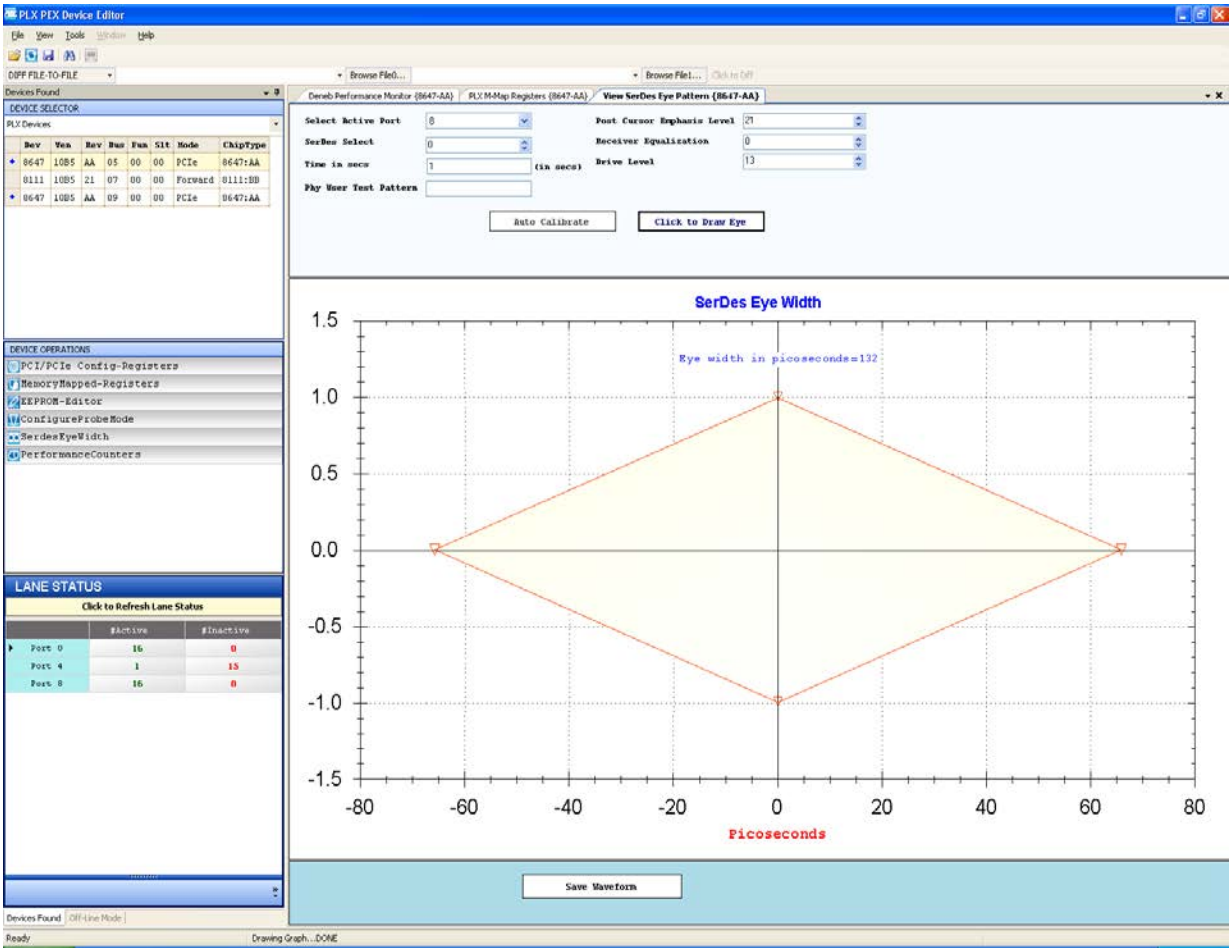 PLX PEX Device Editor
File View Tools Window Help
DIFF FILE-TO-FILE Browse File0... Browse File1... Click to Diff
Devices Found
DEVICE SELECTOR
PLX Devices
Dev Ven Rev Bus Fun Slt Mode ChipType
8647 10B5 AA 05 00 00 PCIe 8647:AA
8111 10B5 21 07 00 00 Forward 8111:BB
8647 10B5 AA 09 00 00 PCIe 8647:AA
DEVICE OPERATIONS
PCI/PCIe Config-Registers
MemoryMapped-Registers
EEPROM-Editor
ConfigureProbeMode
SerdesEyeWidth
PerformanceCounters
LANE STATUS
Click to Refresh Lane Status
#Active #Inactive
Port 0 16 0
Port 4 1 15
Port 8 16 0
Devices Found Off-Line Mode
Deneb Performance Monitor {8647-AA} PLX M-Map Registers {8647-AA} View SerDes Eye Pattern {8647-AA}
Select Active Port 8 Post Cursor Emphasis Level 21
SerDes Select 0 Receiver Equalization 0
Time in secs 1 (in secs) Drive Level 13
Phy User Test Pattern
Auto Calibrate Click to Draw Eye
SerDes Eye Width
Eye width in picoseconds=132
1.5
1.0
0.5
0.0
-0.5
-1.0
-1.5
-80 -60 -40 -20 0 20 40 60 80
Picoseconds
Save Waveform
Ready Drawing Graph...DONE